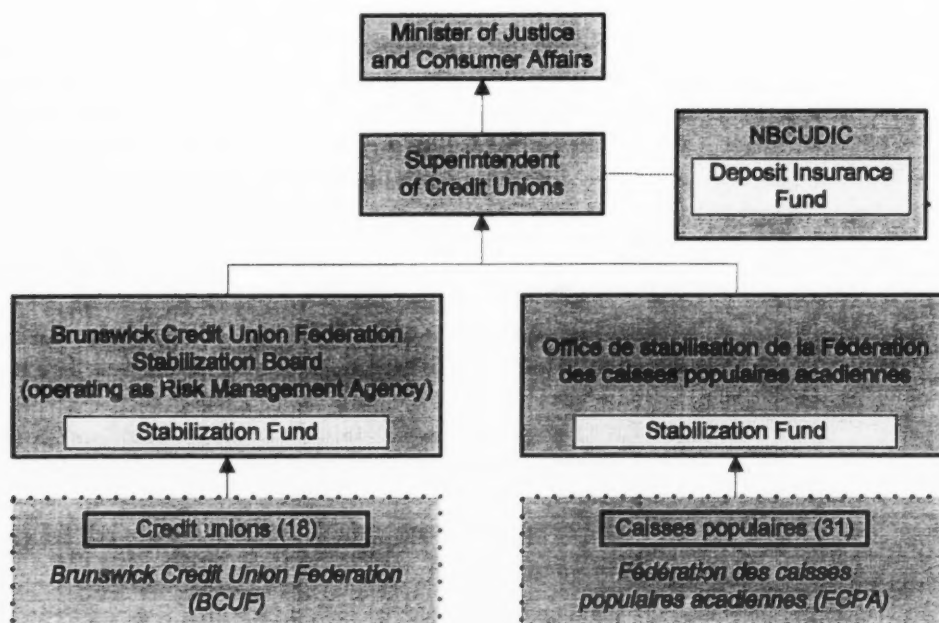 Minister of Justice
and Consumer Affairs
Superintendent
of Credit Unions
NBCUDIC
Deposit Insurance
Fund
Brunswick Credit Union Federation
Stabilization Board
(operating as Risk Management Agency)
Stabilization Fund
Office de stabilisation de la Fédération
des caisses populaires acadiennes
Stabilization Fund
Credit unions (18)
Brunswick Credit Union Federation
(BCUF)
Caisses populaires (31)
Fédération des caisses
populaires acadiennes (FCPA)